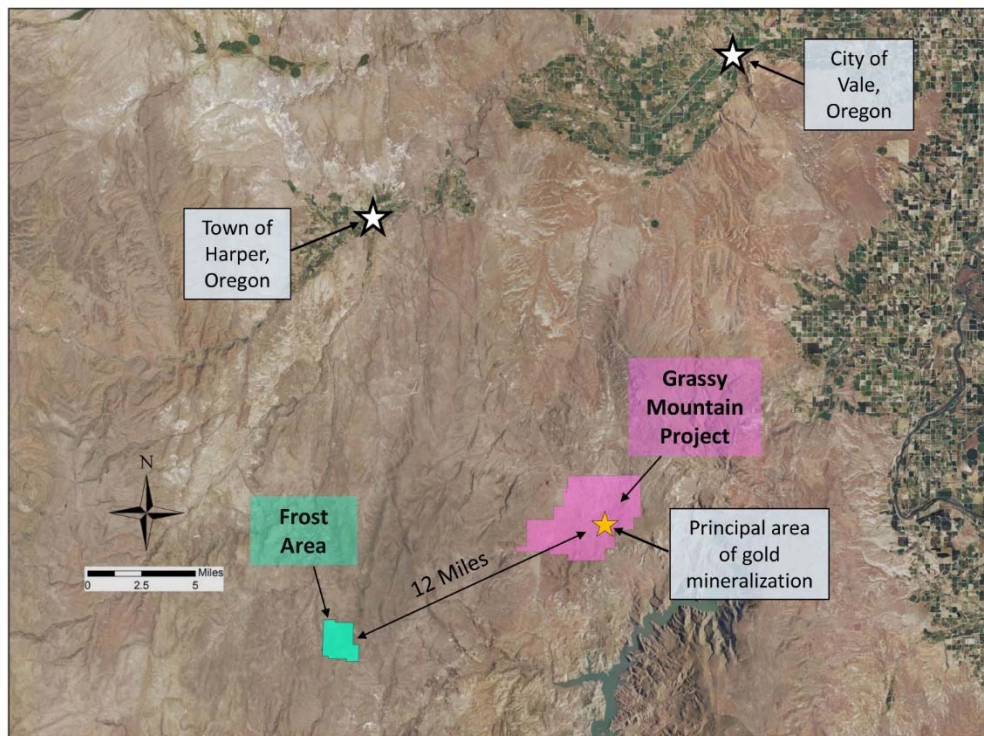 City of
Vale,
Oregon
Town of
Harper,
Oregon
Grassy
Mountain
Project
N
Frost
Area
12 Miles
Principal area
of gold
mineralization
Miles
0 2.5 5